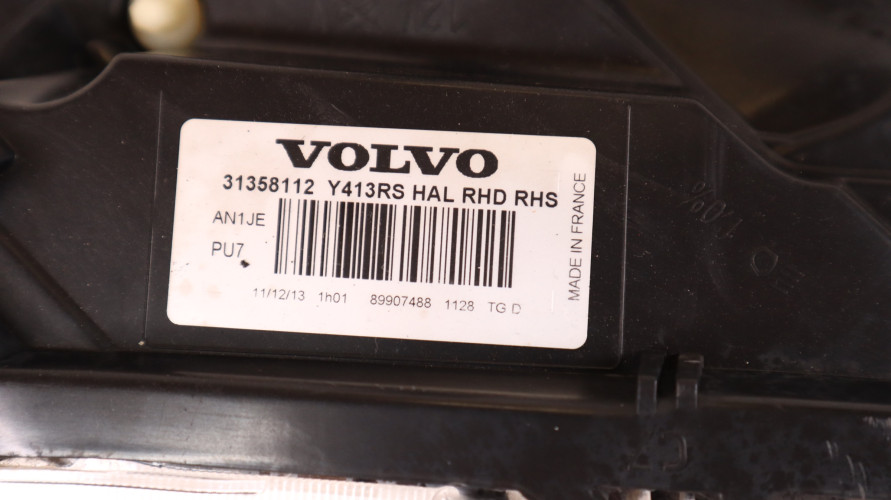 VOLVO
31358112 Y413RS HAL RHD RHS
AN1JE
PU7
11/12/13 1h01 89907488 1128 TG D
MADE IN FRANCE